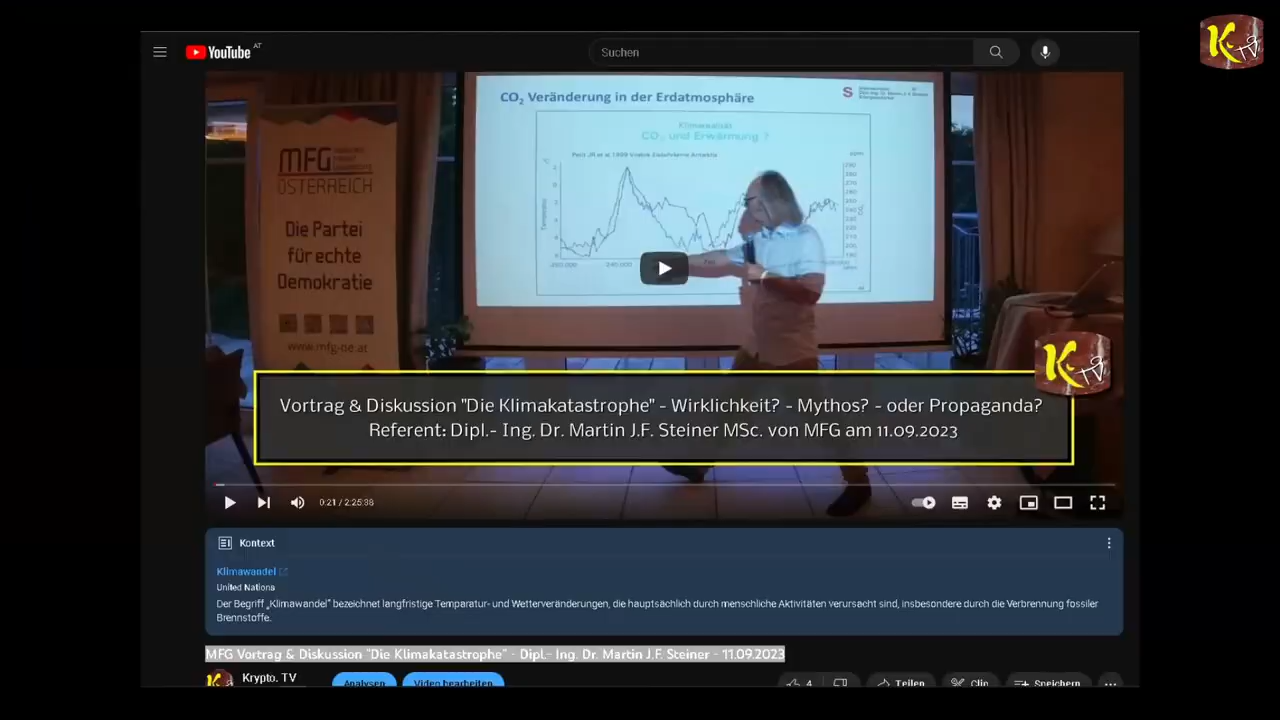 K TV
YouTube AT
Suchen
CO2 Veränderung in der Erdatmosphäre
S
Klimarealität
CO2 und Erwärmung ?
MFG
ÖSTERREICH
Die Partei
für echte
Demokratie
www.mfg-oe.at
K TV
Vortrag & Diskussion "Die Klimakatastrophe" - Wirklichkeit? - Mythos? - oder Propaganda?
Referent: Dipl.- Ing. Dr. Martin J.F. Steiner MSc. von MFG am 11.09.2023
0:21 / 2:25:38
Kontext
Klimawandel
United Nations
Der Begriff „Klimawandel" bezeichnet langfristige Temperatur- und Wetterveränderungen, die hauptsächlich durch menschliche Aktivitäten verursacht sind, insbesondere durch die Verbrennung fossiler
Brennstoffe.
MFG Vortrag & Diskussion "Die Klimakatastrophe" - Dipl.- Ing. Dr. Martin J.F. Steiner - 11.09.2023
Krypto. TV
Analysen
Video bearbeiten
4
Teilen
Clip
Speichern